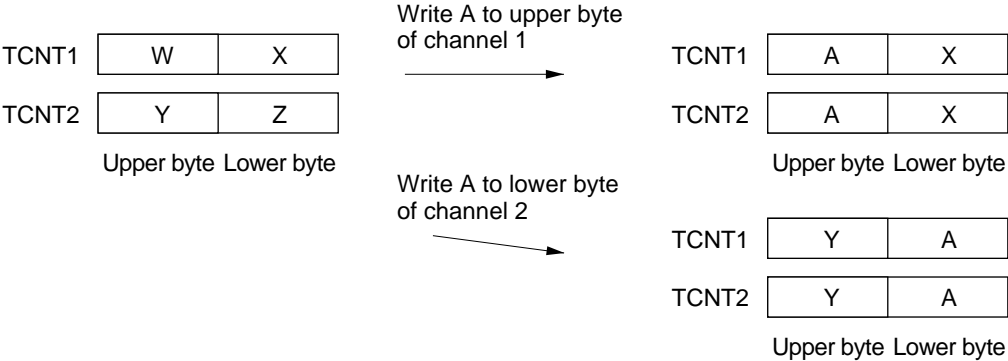 Write A to upper byte
of channel 1
TCNT1 W X
TCNT2 Y Z
Upper byte Lower byte
TCNT1 A X
TCNT2 A X
Upper byte Lower byte
Write A to lower byte
of channel 2
TCNT1 Y A
TCNT2 Y A
Upper byte Lower byte